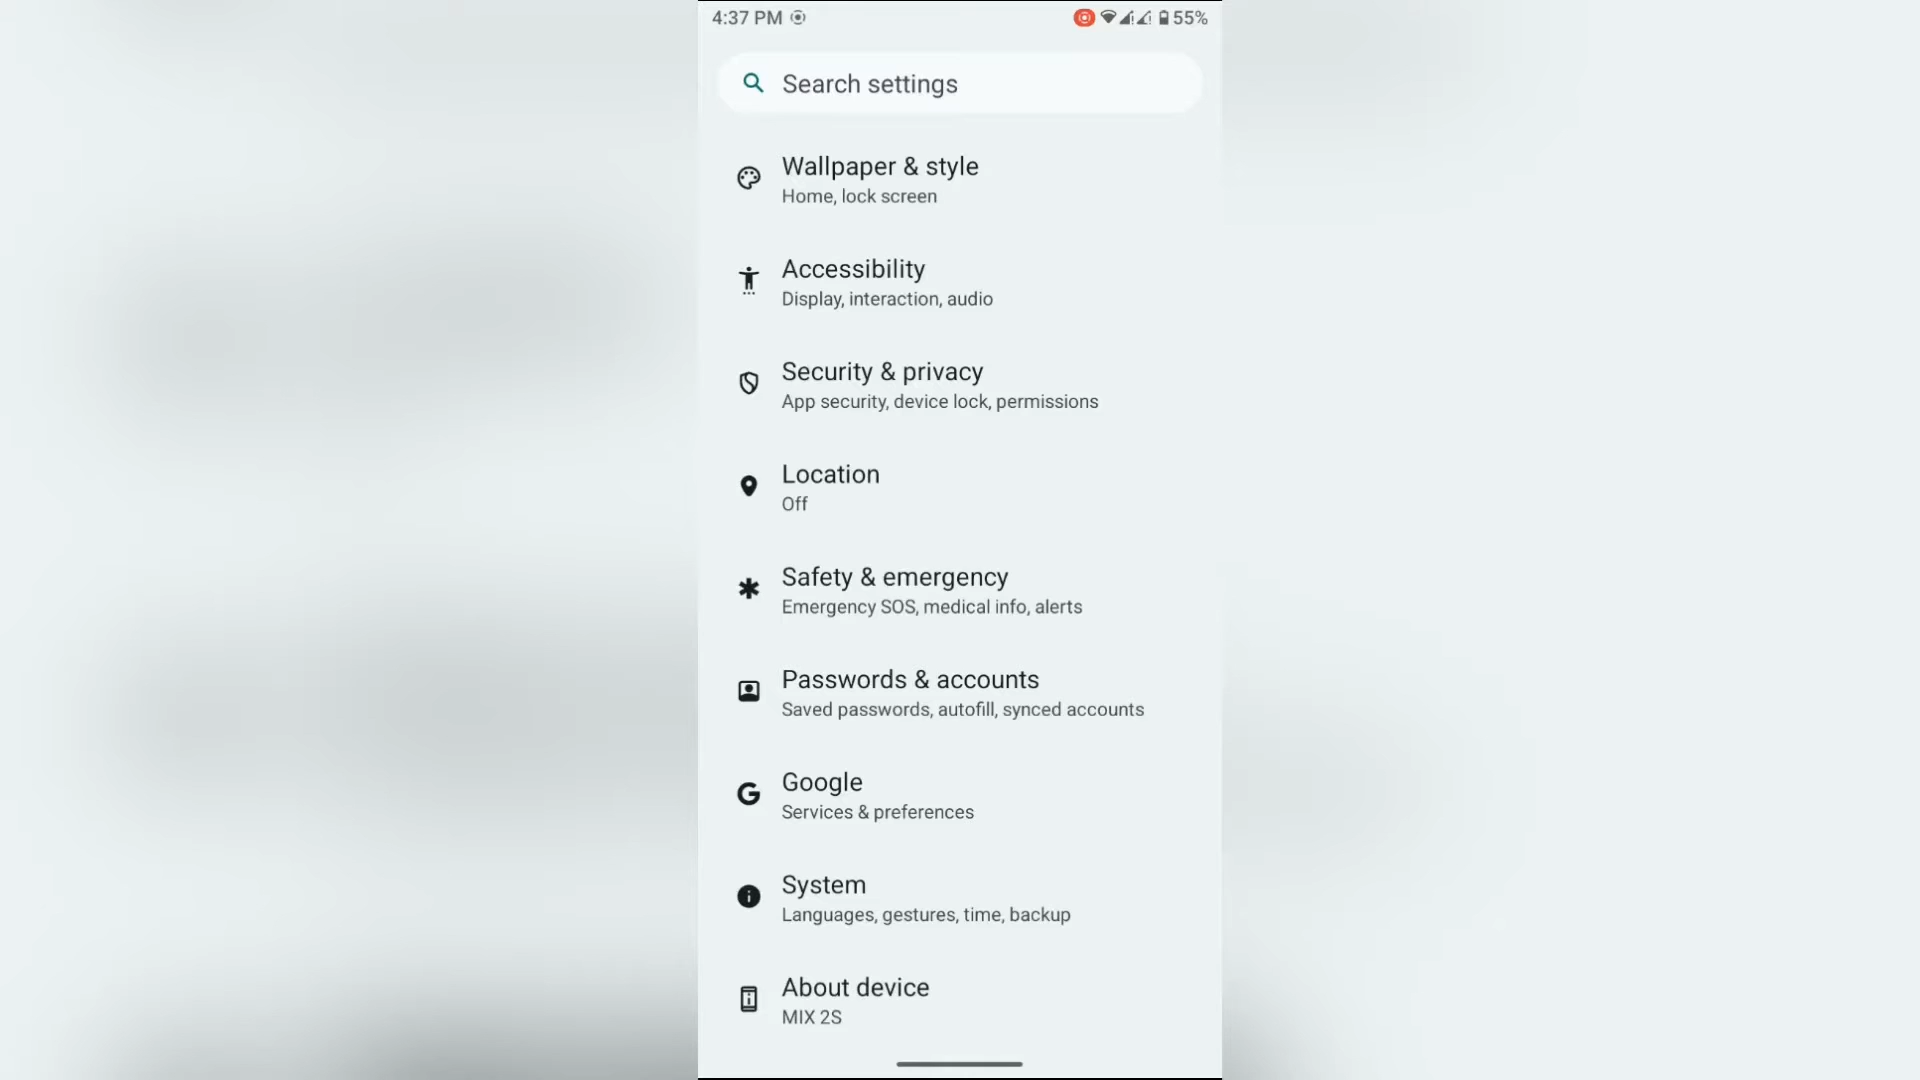 4:37 PM 55%
Search settings
Wallpaper & style
Home, lock screen
Accessibility
Display, interaction, audio
Security & privacy
App security, device lock, permissions
Location
Off
Safety & emergency
Emergency SOS, medical info, alerts
Passwords & accounts
Saved passwords, autofill, synced accounts
Google
Services & preferences
System
Languages, gestures, time, backup
About device
MIX 2S